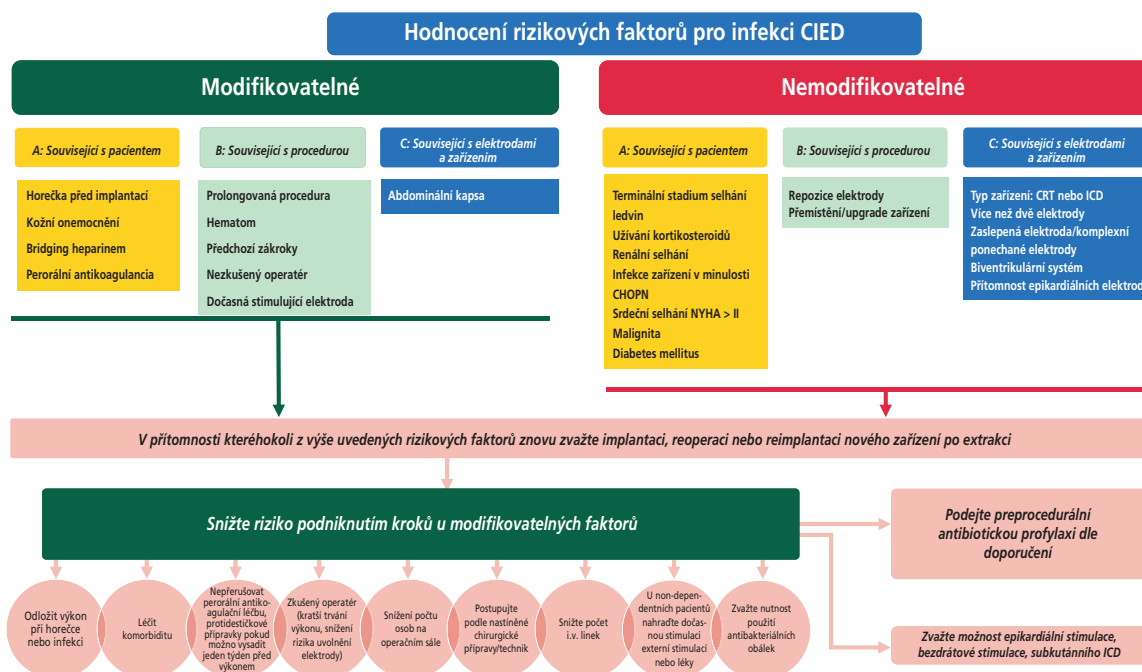 Hodnocení rizikových faktorů pro infekci CIED
Modifikovatelné
A: Související s pacientem
Horečka před implantací
Kožní onemocnění
Bridging heparinem
Perorální antikoagulancia
B: Související s procedurou
Prolongovaná procedura
Hematom
Předchozí zákroky
Nezkušený operatér
Dočasná stimulující elektroda
C: Související s elektrodami
a zařízením
Abdominální kapsa
Nemodifikovatelné
A: Související s pacientem
Terminální stadium selhání
ledvin
Užívání kortikosteroidů
Renální selhání
Infekce zařízení v minulosti
CHOPN
Srdeční selhání NYHA > II
Malignita
Diabetes mellitus
B: Související s procedurou
Repozice elektrody
Přemístění/upgrade zařízení
C: Související s elektrodami
a zařízením
Typ zařízení: CRT nebo ICD
Více než dvě elektrody
Zaslepená elektroda/komplexní
ponechané elektrody
Biventrikulární systém
Přítomnost epikardiálních elektrod
V přítomnosti kteréhokoli z výše uvedených rizikových faktorů znovu zvažte implantaci, reoperaci nebo reimplantaci nového zařízení po extrakci
Snižte riziko podniknutím kroků u modifikovatelných faktorů
Podejte preprocedurální
antibiotickou profylaxi dle
doporučení
Odložit výkon
při horečce
nebo infekci
Léčit
komorbiditu
Nepřerušovat
perorální antiko-
agulační léčbu,
protidestičkové
přípravky pokud
možno vysadit
jeden týden před
výkonem
Zkušený operatér
(kratší trvání
výkonu, snížení
rizika uvolnění
elektrody)
Snížení počtu
osob na
operačním sále
Postupujte
podle nastíněné
chirurgické
přípravy/technik
Snižte počet
i.v. linek
U non-depen-
dentních pacientů
nahraďte dočas-
nou stimulaci
externí stimulací
nebo léky
Zvažte nutnost
použití
antibakteriálních
obálek
Zvažte možnost epikardiální stimulace,
bezdrátové stimulace, subkutánního ICD